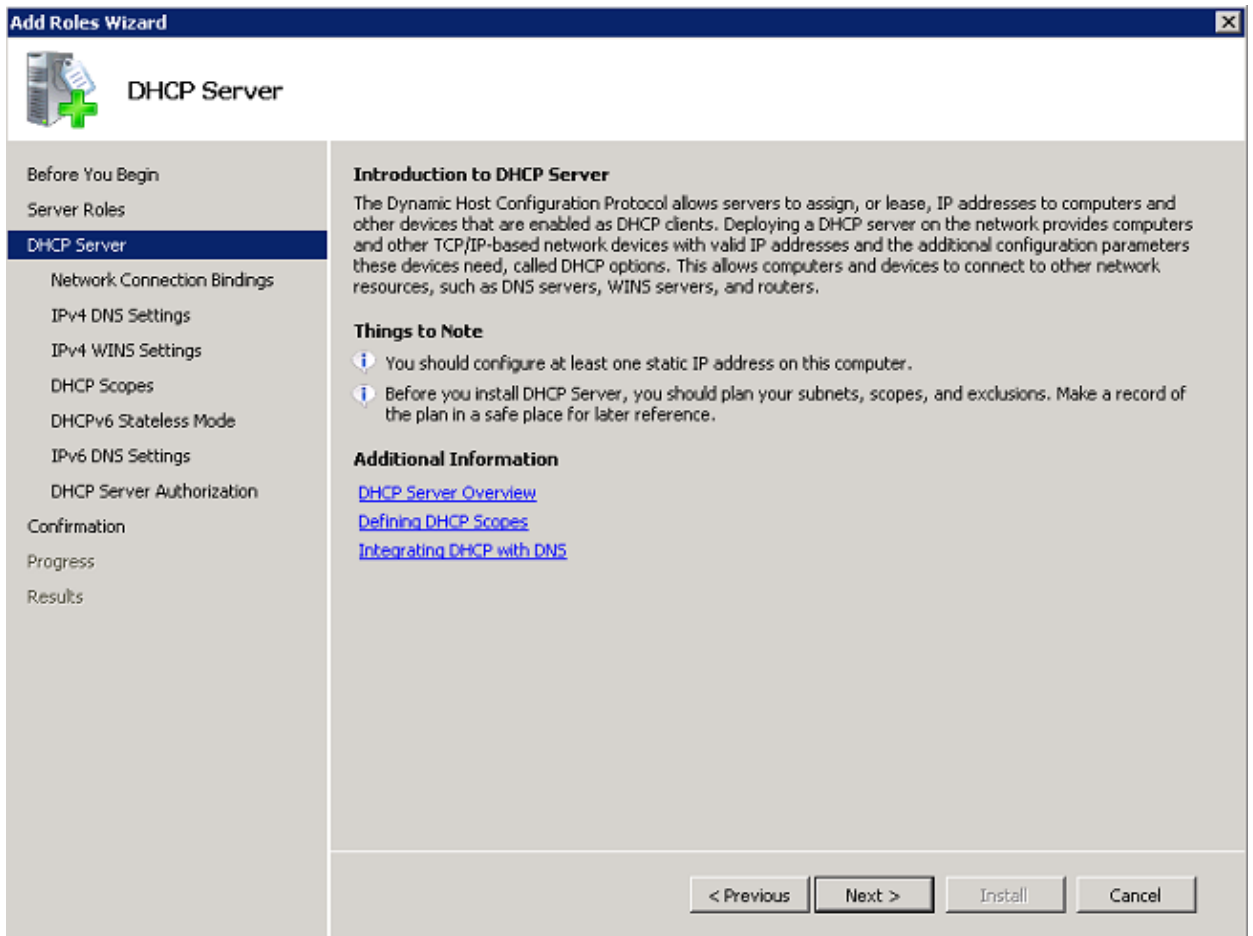 Add Roles Wizard
DHCP Server
Before You Begin
Server Roles
DHCP Server
Network Connection Bindings
IPv4 DNS Settings
IPv4 WINS Settings
DHCP Scopes
DHCPv6 Stateless Mode
IPv6 DNS Settings
DHCP Server Authorization
Confirmation
Progress
Results
Introduction to DHCP Server
The Dynamic Host Configuration Protocol allows servers to assign, or lease, IP addresses to computers and
other devices that are enabled as DHCP clients. Deploying a DHCP server on the network provides computers
and other TCP/IP-based network devices with valid IP addresses and the additional configuration parameters
these devices need, called DHCP options. This allows computers and devices to connect to other network
resources, such as DNS servers, WINS servers, and routers.
Things to Note
You should configure at least one static IP address on this computer.
Before you install DHCP Server, you should plan your subnets, scopes, and exclusions. Make a record of
the plan in a safe place for later reference.
Additional Information
DHCP Server Overview
Defining DHCP Scopes
Integrating DHCP with DNS
< Previous
Next >
Install
Cancel